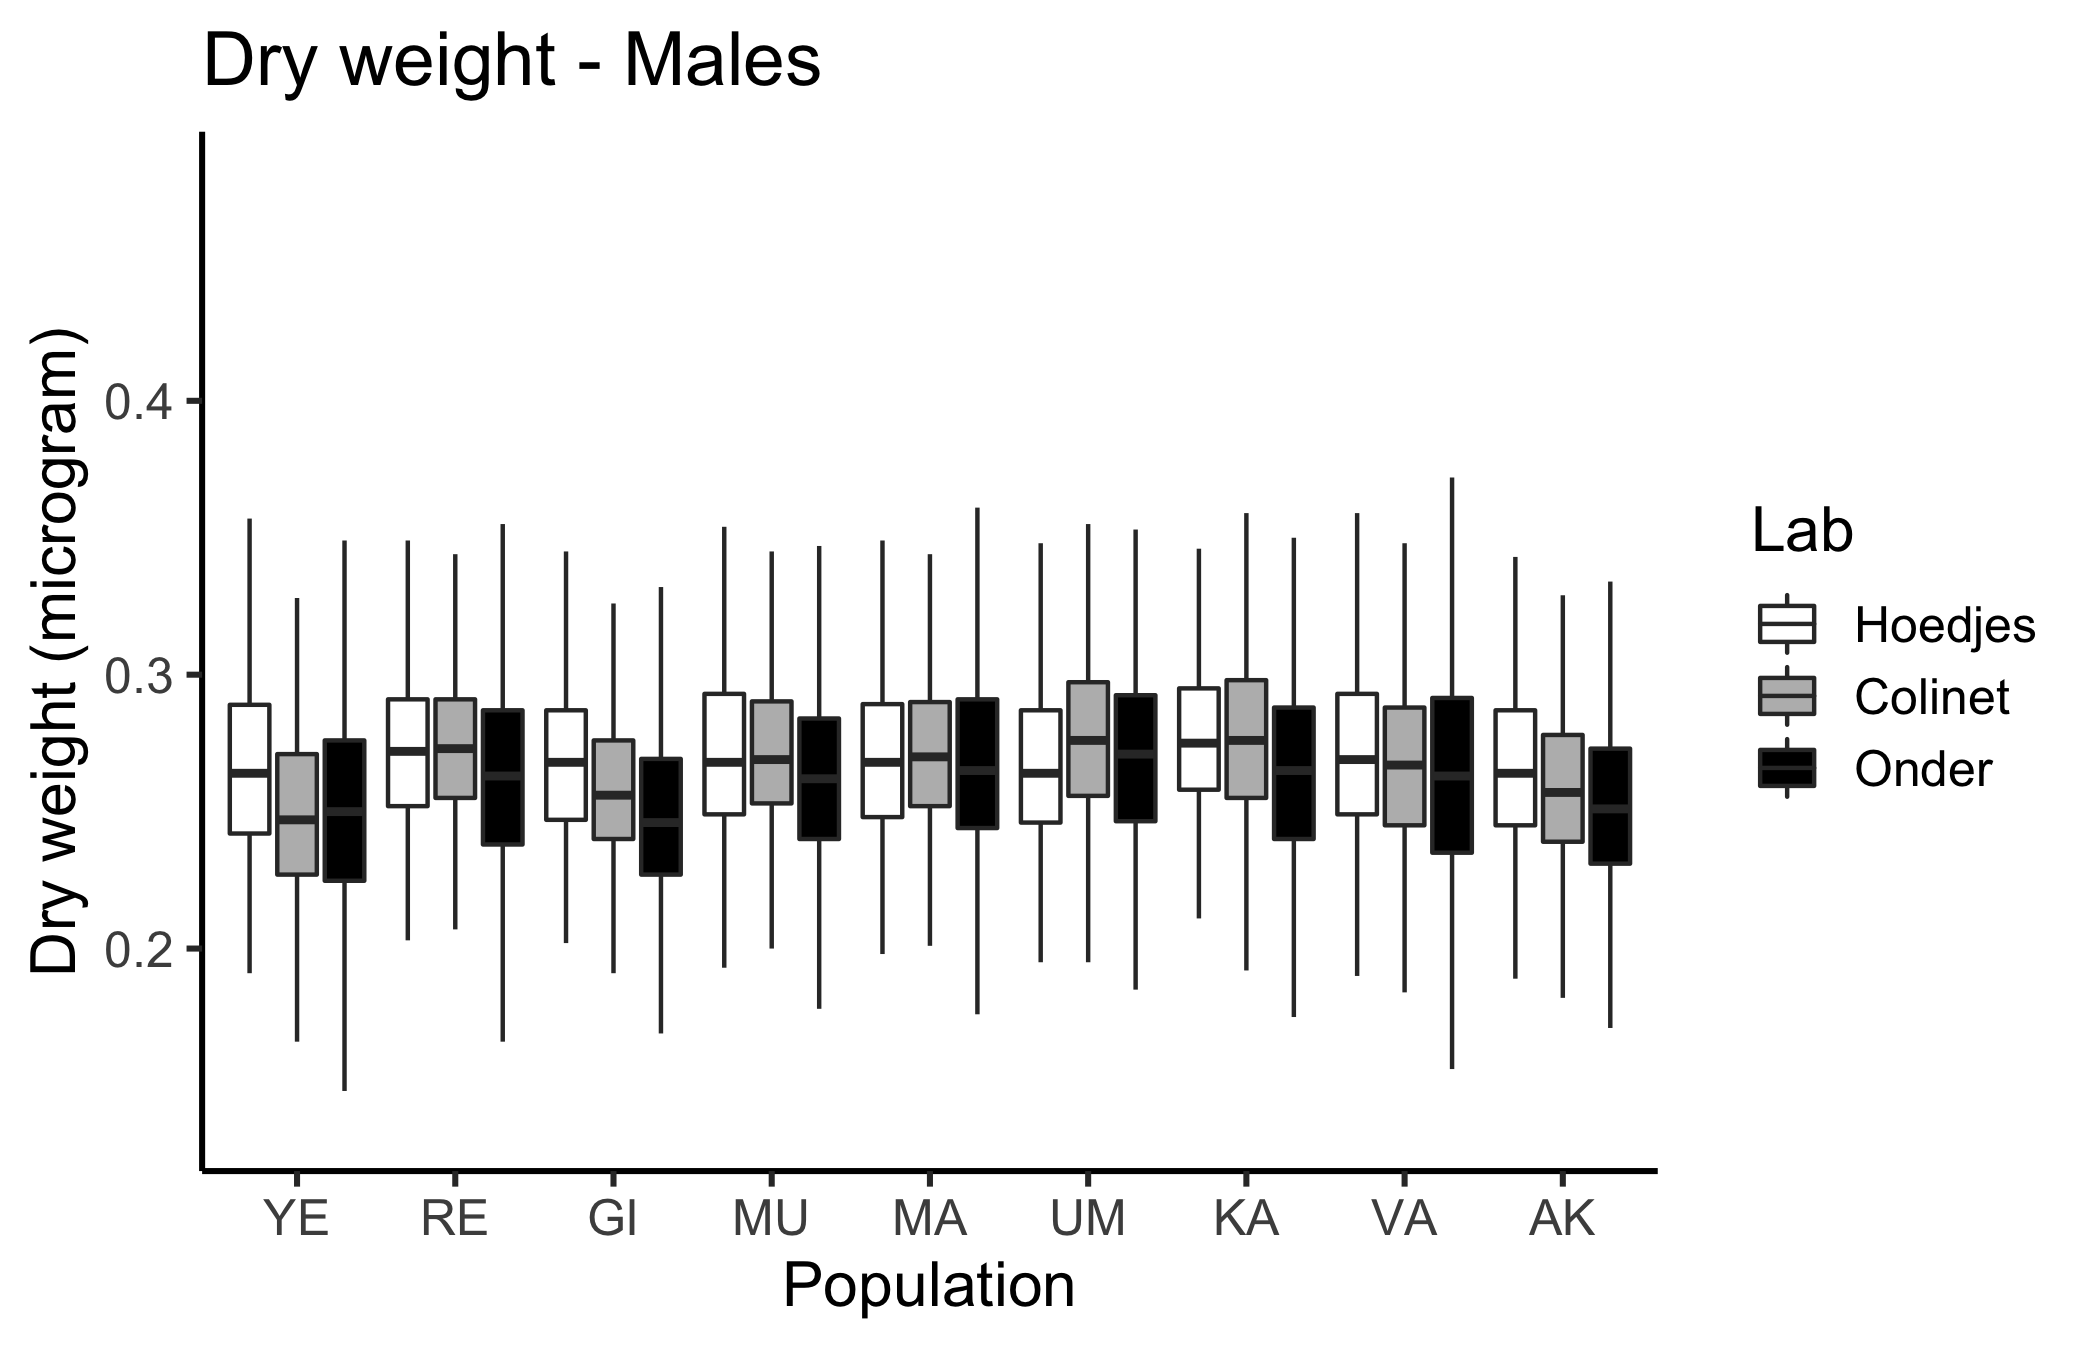 Dry weight - Males
Dry weight (microgram)
0.4
0.3
0.2
YE RE GI MU MA UM KA VA AK
Population
Lab
Hoedjes
Colinet
Onder